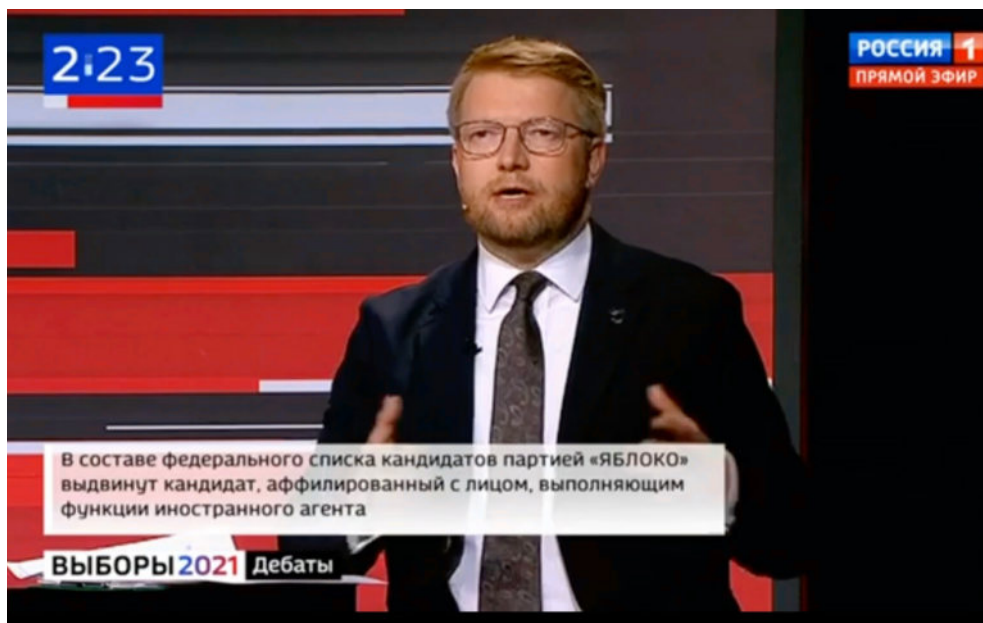 2:23
РОССИЯ 1
ПРЯМОЙ ЭФИР
В составе федерального списка кандидатов партией «ЯБЛОКО»
выдвинут кандидат, аффилированный с лицом, выполняющим
функции иностранного агента
ВЫБОРЫ2021 Дебаты